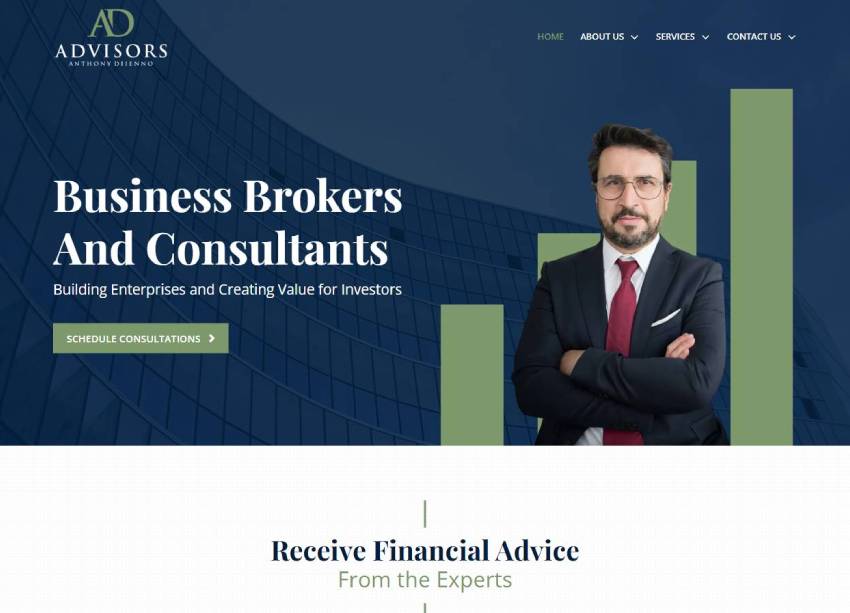 AD
ADVISORS
ANTHONY DIIENNO
HOME ABOUT US SERVICES CONTACT US
Business Brokers
And Consultants
Building Enterprises and Creating Value for Investors
SCHEDULE CONSULTATIONS
Receive Financial Advice
From the Experts